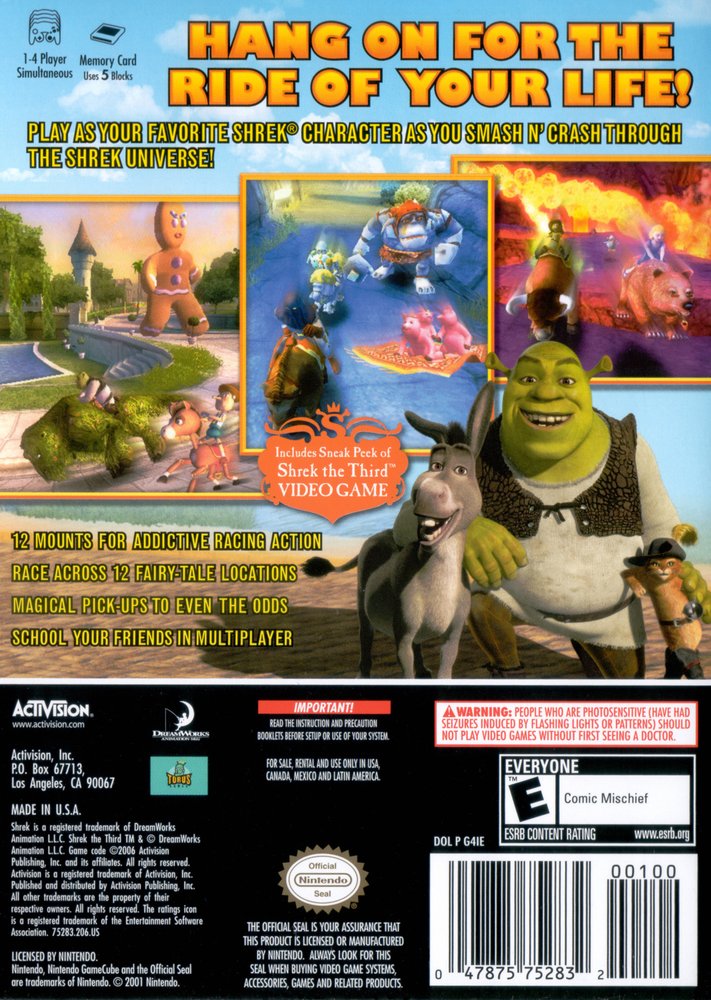 1-4 Player
Simultaneous
Memory Card
Uses 5 Blocks
HANG ON FOR THE
RIDE OF YOUR LIFE!
PLAY AS YOUR FAVORITE SHREK® CHARACTER AS YOU SMASH N' CRASH THROUGH
THE SHREK UNIVERSE!
S
Includes Sneak Peek of
Shrek the Third™
VIDEO GAME
12 MOUNTS FOR ADDICTIVE RACING ACTION
RACE ACROSS 12 FAIRY-TALE LOCATIONS
MAGICAL PICK-UPS TO EVEN THE ODDS
SCHOOL YOUR FRIENDS IN MULTIPLAYER
ACTIVISION®
www.activision.com
Activision, Inc.
P.O. Box 67713,
Los Angeles, CA 90067
MADE IN U.S.A.
DREAMWORKS
ANIMATION SKG
TORUS
GAMES
Shrek is a registered trademark of DreamWorks
Animation L.L.C. Shrek the Third TM & © DreamWorks
Animation L.L.C. Game code ©2006 Activision
Publishing, Inc. and its affiliates. All rights reserved.
Activision is a registered trademark of Activision, Inc.
Published and distributed by Activision Publishing, Inc.
All other trademarks are the property of their
respective owners. All rights reserved. The ratings icon
is a registered trademark of the Entertainment Software
Association. 75283.206.US
LICENSED BY NINTENDO.
Nintendo, Nintendo GameCube and the Official Seal
are trademarks of Nintendo. © 2001 Nintendo.
IMPORTANT!
READ THE INSTRUCTION AND PRECAUTION
BOOKLETS BEFORE SETUP OR USE OF YOUR SYSTEM.
FOR SALE, RENTAL AND USE ONLY IN USA,
CANADA, MEXICO AND LATIN AMERICA.
Official
Nintendo
Seal
THE OFFICIAL SEAL IS YOUR ASSURANCE THAT
THIS PRODUCT IS LICENSED OR MANUFACTURED
BY NINTENDO. ALWAYS LOOK FOR THIS
SEAL WHEN BUYING VIDEO GAME SYSTEMS,
ACCESSORIES, GAMES AND RELATED PRODUCTS.
WARNING: PEOPLE WHO ARE PHOTOSENSITIVE (HAVE HAD
SEIZURES INDUCED BY FLASHING LIGHTS OR PATTERNS) SHOULD
NOT PLAY VIDEO GAMES WITHOUT FIRST SEEING A DOCTOR.
EVERYONE
E
TM
Comic Mischief
ESRB CONTENT RATING www.esrb.org
DOL P G4IE
00100
0 47875 75283 2